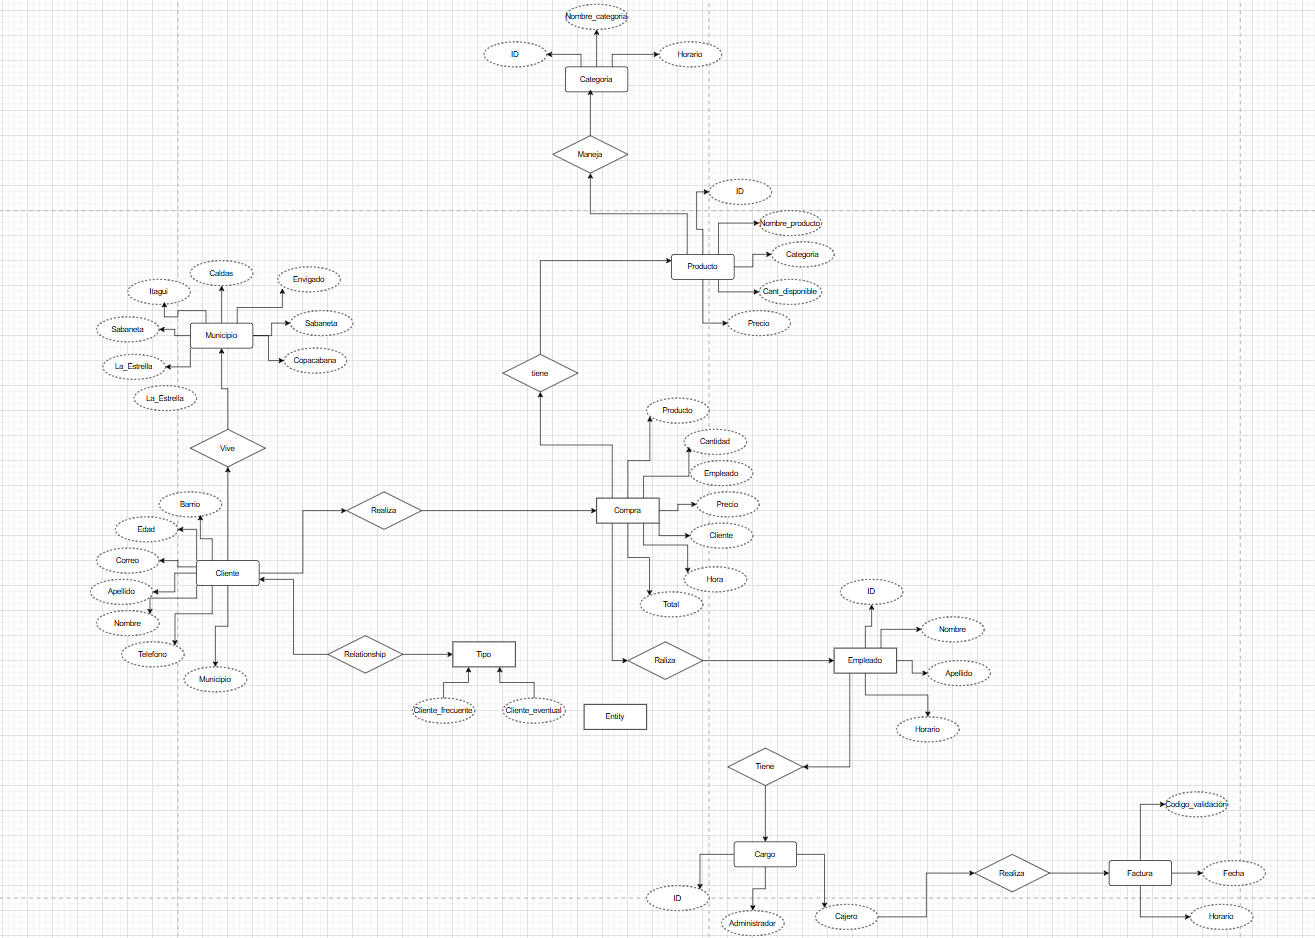 Nombre_categoria
ID
Horario
Categoria
Maneja
ID
Nombre_producto
Categoria
Producto
Cant_disponible
Precio
Caldas
Envigado
Itagui
Sabaneta
Municipio
Sabaneta
La_Estrella
Copacabana
La_Estrella
tiene
Vive
Producto
Cantidad
Empleado
Precio
Compra
Cliente
Hora
Total
Realiza
Barrio
Edad
Correo
Cliente
Apellido
Nombre
Telefono
Municipio
Relationship
Tipo
Cliente_frecuente
Cliente_eventual
Entity
Raliza
ID
Nombre
Empleado
Apellido
Horario
Tiene
Cargo
ID
Administrador
Cajero
Realiza
Codigo_validación
Factura
Fecha
Horario